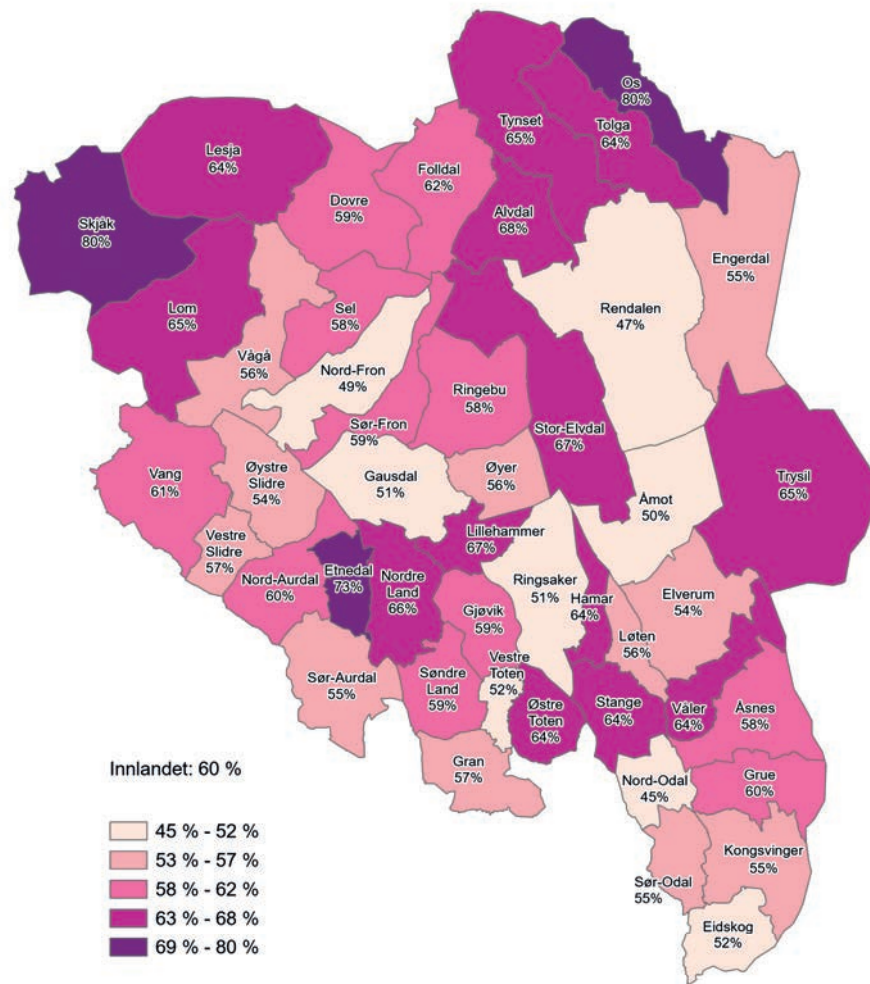 Os
80%
Tynset
65%
Tolga
64%
Lesja
64%
Folldal
62%
Dovre
59%
Alvdal
68%
Skjåk
80%
Engerdal
55%
Lom
65%
Sel
58%
Rendalen
47%
Vågå
56%
Nord-Fron
49%
Ringebu
58%
Sør-Fron
59%
Stor-Elvdal
67%
Vang
61%
Øystre
Slidre
54%
Gausdal
51%
Øyer
56%
Trysil
65%
Åmot
50%
Vestre
Slidre
57%
Lillehammer
67%
Nord-Aurdal
60%
Etnedal
73%
Nordre
Land
66%
Ringsaker
51%
Hamar
64%
Elverum
54%
Gjøvik
59%
Løten
56%
Sør-Aurdal
55%
Søndre
Land
59%
Vestre
Toten
52%
Østre
Toten
64%
Stange
64%
Våler
64%
Åsnes
58%
Gran
57%
Nord-Odal
45%
Grue
60%
Kongsvinger
55%
Sør-Odal
55%
Eidskog
52%
Innlandet: 60 %
45 % - 52 %
53 % - 57 %
58 % - 62 %
63 % - 68 %
69 % - 80 %